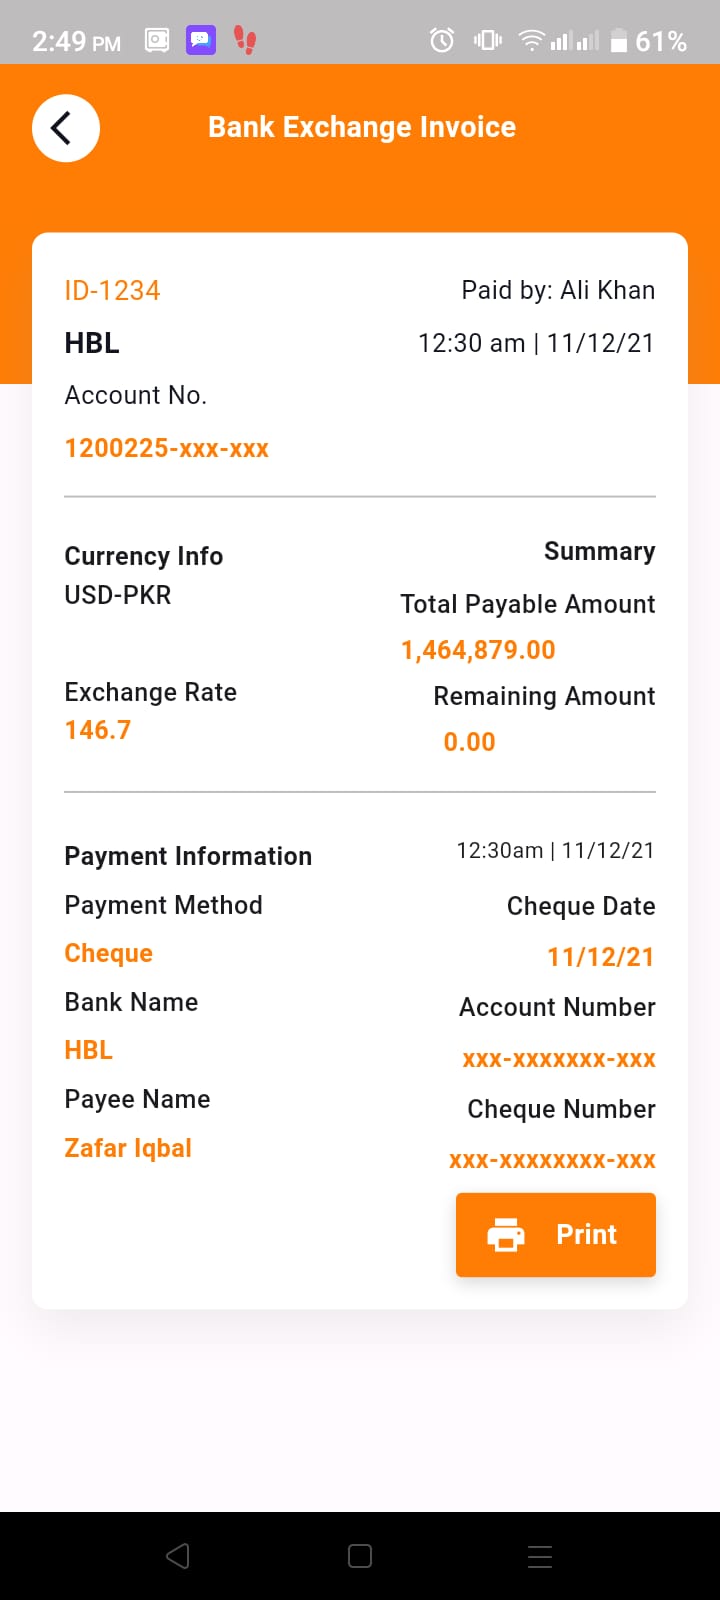 2:49 PM 61%
Bank Exchange Invoice
ID-1234 Paid by: Ali Khan
HBL 12:30 am | 11/12/21
Account No.
1200225-xxx-xxx
Currency Info Summary
USD-PKR Total Payable Amount
1,464,879.00
Exchange Rate Remaining Amount
146.7 0.00
Payment Information 12:30am | 11/12/21
Payment Method Cheque Date
Cheque 11/12/21
Bank Name Account Number
HBL xxx-xxxxxxx-xxx
Payee Name Cheque Number
Zafar Iqbal xxx-xxxxxxxx-xxx
Print